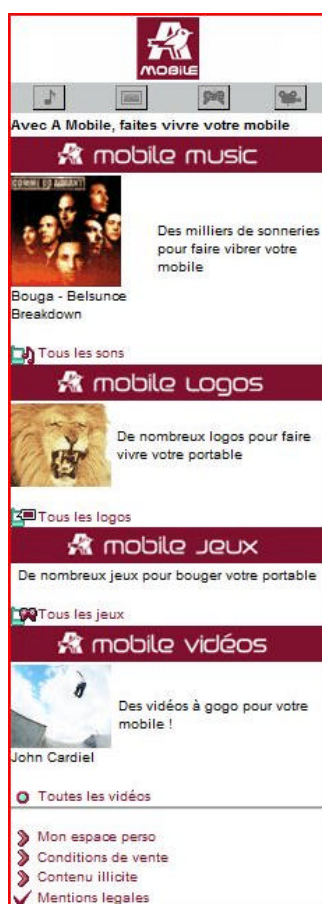 MOBILE
Avec A Mobile, faites vivre votre mobile
mobile music
COMME UN AIMANT
Des milliers de sonneries
pour faire vibrer votre
mobile
Bouga - Belsunce
Breakdown
Tous les sons
mobile Logos
De nombreux logos pour faire
vivre votre portable
Tous les logos
mobile Jeux
De nombreux jeux pour bouger votre portable
Tous les jeux
mobile vidéos
Des vidéos à gogo pour votre
mobile !
John Cardiel
Toutes les vidéos
Mon espace perso
Conditions de vente
Contenu illicite
Mentions legales